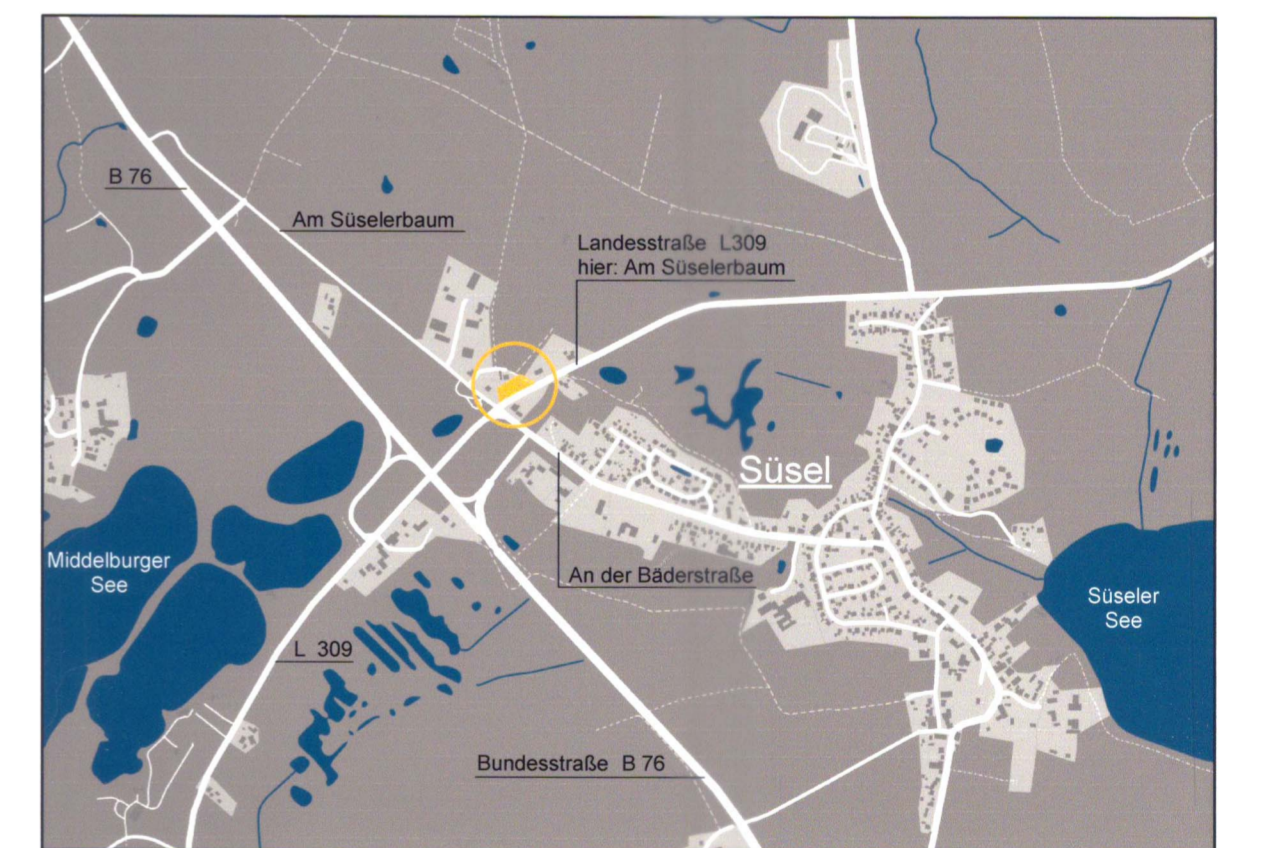 B 76
Am Süselerbaum
Landesstraße L309
hier: Am Süselerbaum
Süsel
Middelburger
See
An der Bäderstraße
Süseler
See
L 309
Bundesstraße B 76